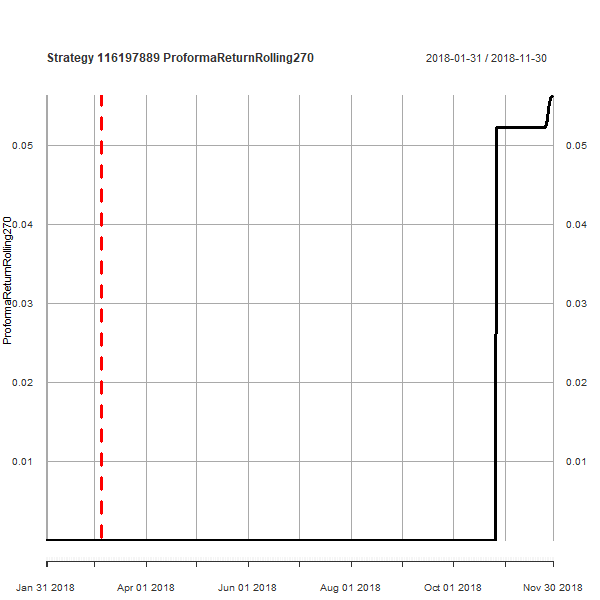 Strategy 116197889 ProformaReturnRolling270
2018-01-31 / 2018-11-30
ProformaReturnRolling270
0.05
0.05
0.04
0.04
0.03
0.03
0.02
0.02
0.01
0.01
Jan 31 2018
Apr 01 2018
Jun 01 2018
Aug 01 2018
Oct 01 2018
Nov 30 2018